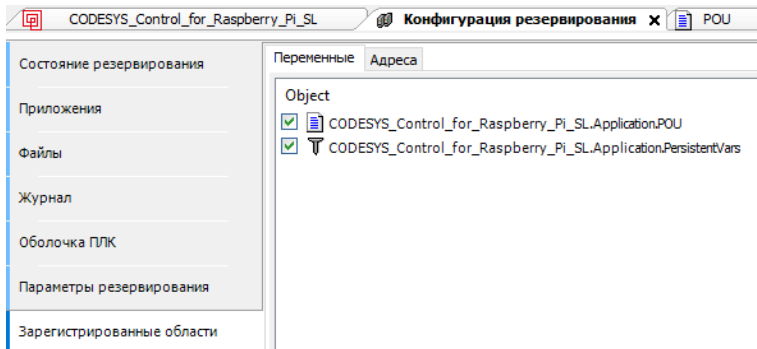 CODESYS_Control_for_Raspberry_Pi_SL
Конфигурация резервирования
POU
Состояние резервирования
Приложения
Файлы
Журнал
Оболочка ПЛК
Параметры резервирования
Зарегистрированные области
Переменные
Адреса
Object
CODESYS_Control_for_Raspberry_Pi_SL.Application.POU
CODESYS_Control_for_Raspberry_Pi_SL.Application.PersistentVars